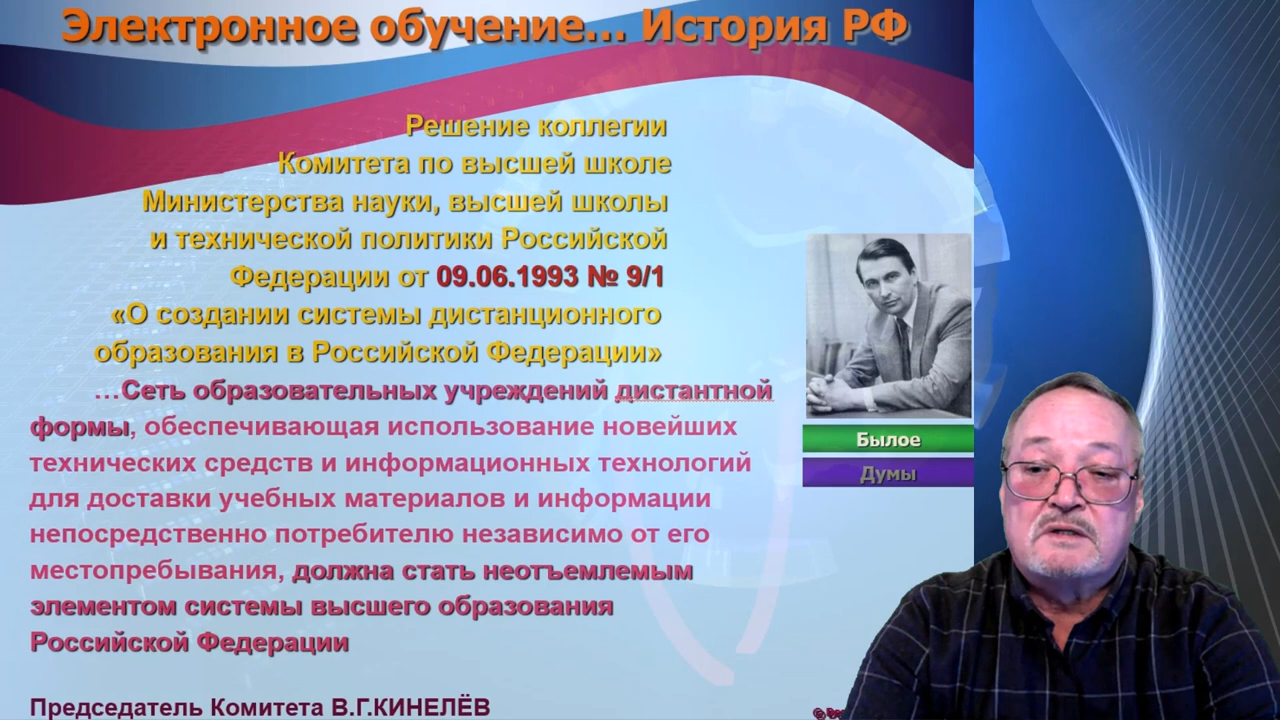 Электронное обучение... История РФ
Решение коллегии
Комитета по высшей школе
Министерства науки, высшей школы
и технической политики Российской
Федерации от 09.06.1993 № 9/1
«О создании системы дистанционного
образования в Российской Федерации»
...Сеть образовательных учреждений дистантной
формы, обеспечивающая использование новейших
технических средств и информационных технологий
для доставки учебных материалов и информации
непосредственно потребителю независимо от его
местопребывания, должна стать неотъемлемым
элементом системы высшего образования
Российской Федерации
Председатель Комитета В.Г.КИНЕЛЁВ
Былое
Думы